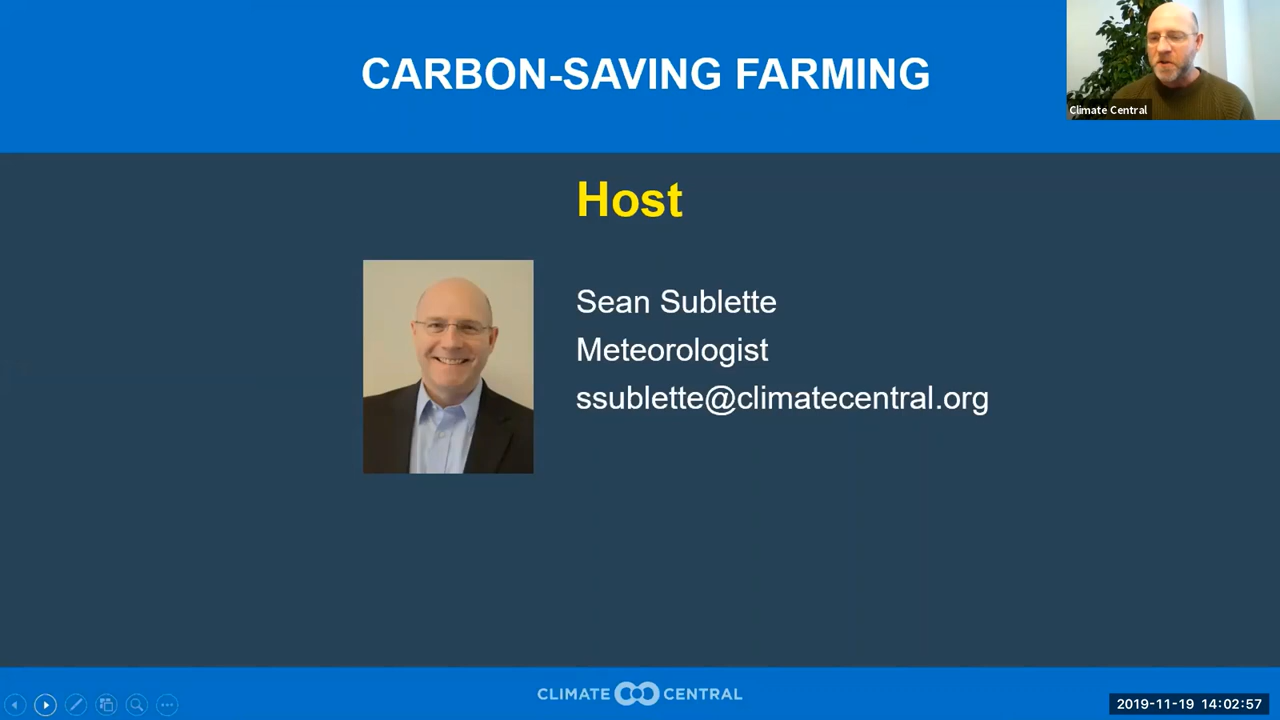 CARBON-SAVING FARMING
Climate Central
Host
Sean Sublette
Meteorologist
ssublette@climatecentral.org
CLIMATE CENTRAL
2019-11-19 14:02:57